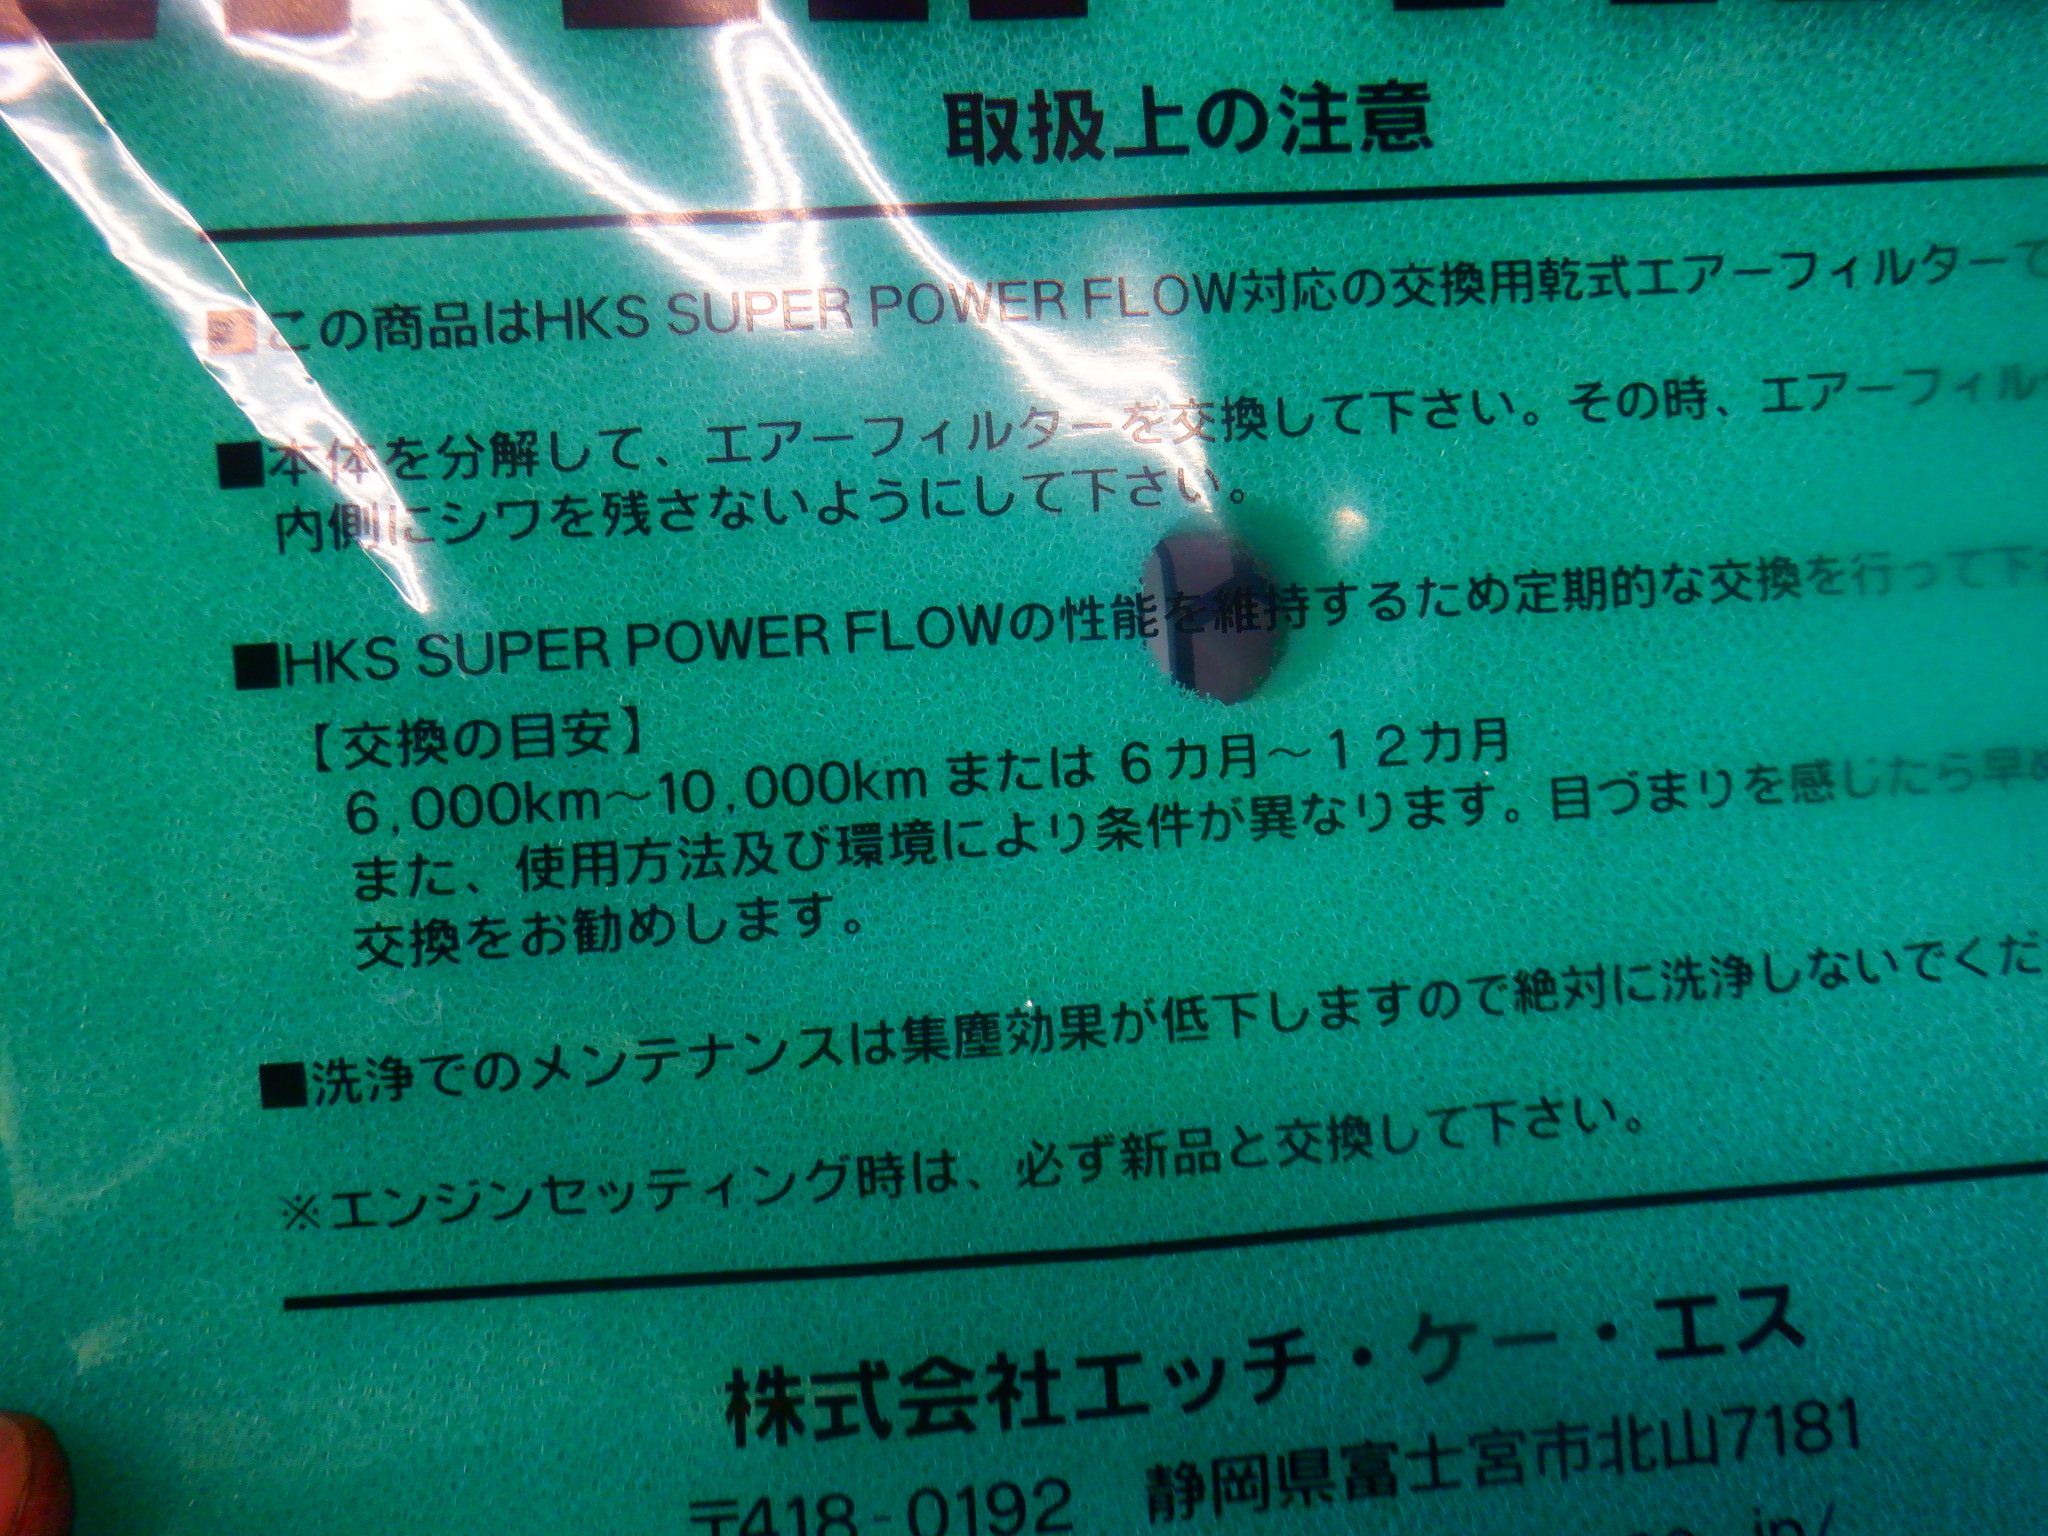 取扱上の注意
■この商品はHKS SUPER POWER FLOW対応の交換用乾式エアーフィルターで
■本体を分解して、エアーフィルターを交換して下さい。その時、エアーフィル
内側にシワを残さないようにして下さい。
■HKS SUPER POWER FLOWの性能を維持するため定期的な交換を行って下
【交換の目安】
6,000km～10,000km または ６カ月～１２カ月
また、使用方法及び環境により条件が異なります。目づまりを感じたら早め
交換をお勧めします。
■洗浄でのメンテナンスは集塵効果が低下しますので絶対に洗浄しないでくだ
※エンジンセッティング時は、必ず新品と交換して下さい。
株式会社エッチ・ケー・エス
〒418-0192 静岡県富士宮市北山7181
jp/